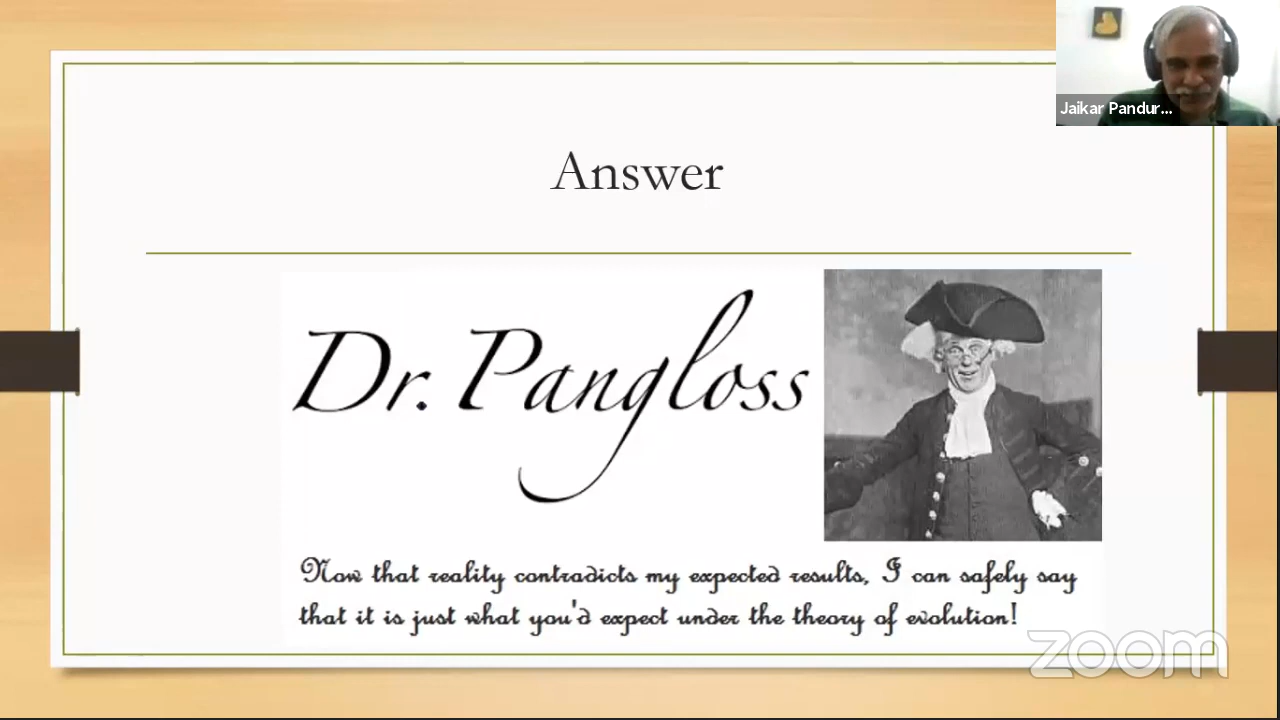 Jaikar Pandur...
Answer
Dr. Pangloss
Now that reality contradicts my expected results, I can safely say
that it is just what you'd expect under the theory of evolution!
zoom